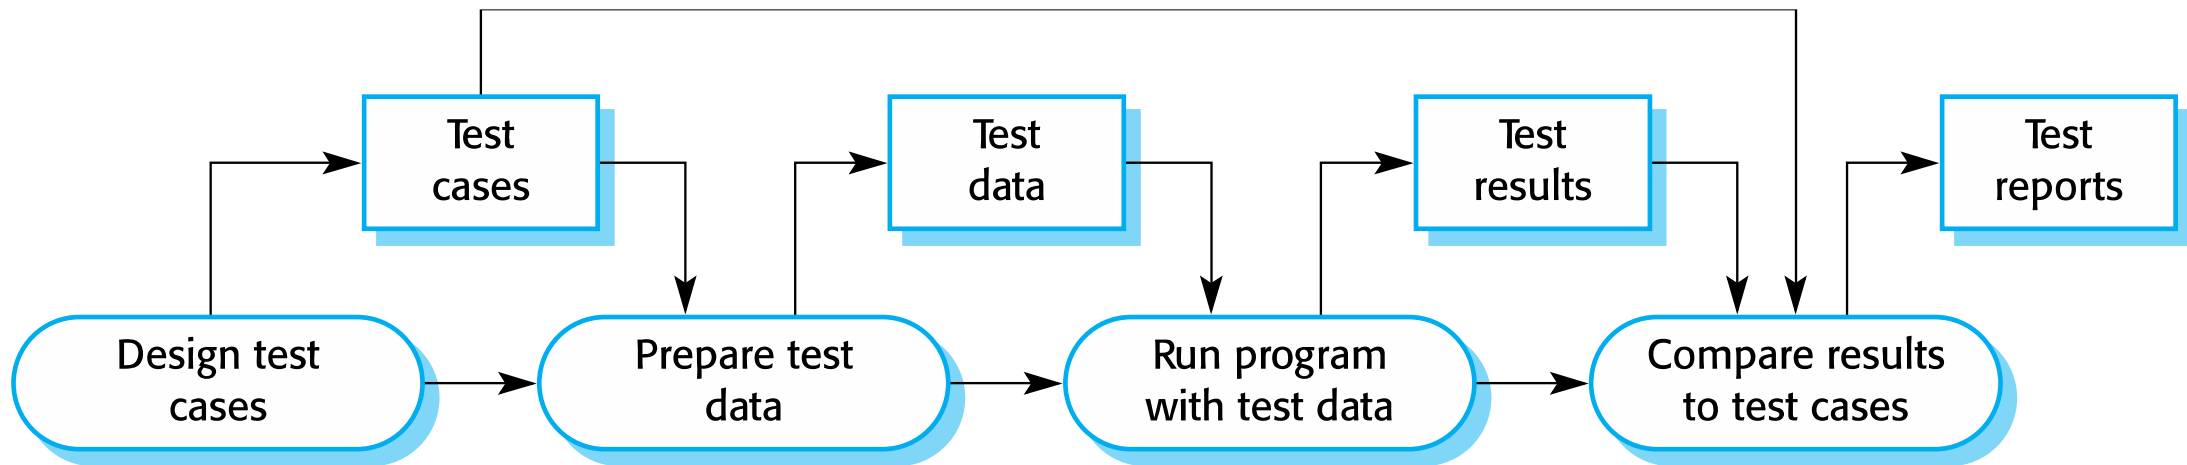 Test
cases
Test
data
Test
results
Test
reports
Design test
cases
Prepare test
data
Run program
with test data
Compare results
to test cases